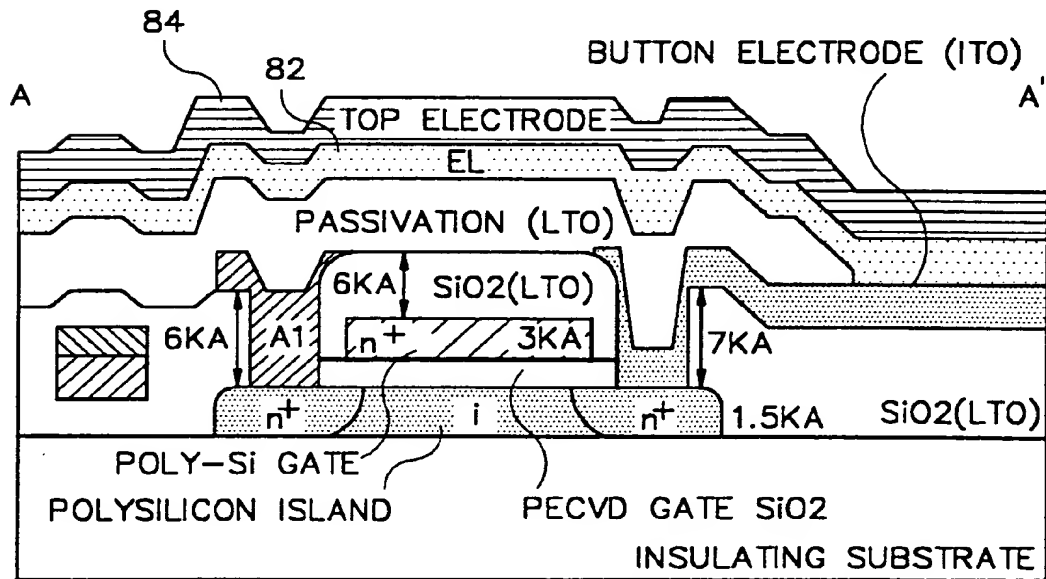 84
82
BUTTON ELECTRODE (ITO)
A
A'
TOP ELECTRODE
EL
PASSIVATION (LTO)
6KA
SiO2(LTO)
6KA
A1
n+
3KA
7KA
n+
i
n+
1.5KA
SiO2(LTO)
POLY-Si GATE
POLYSILICON ISLAND
PECVD GATE SiO2
INSULATING SUBSTRATE